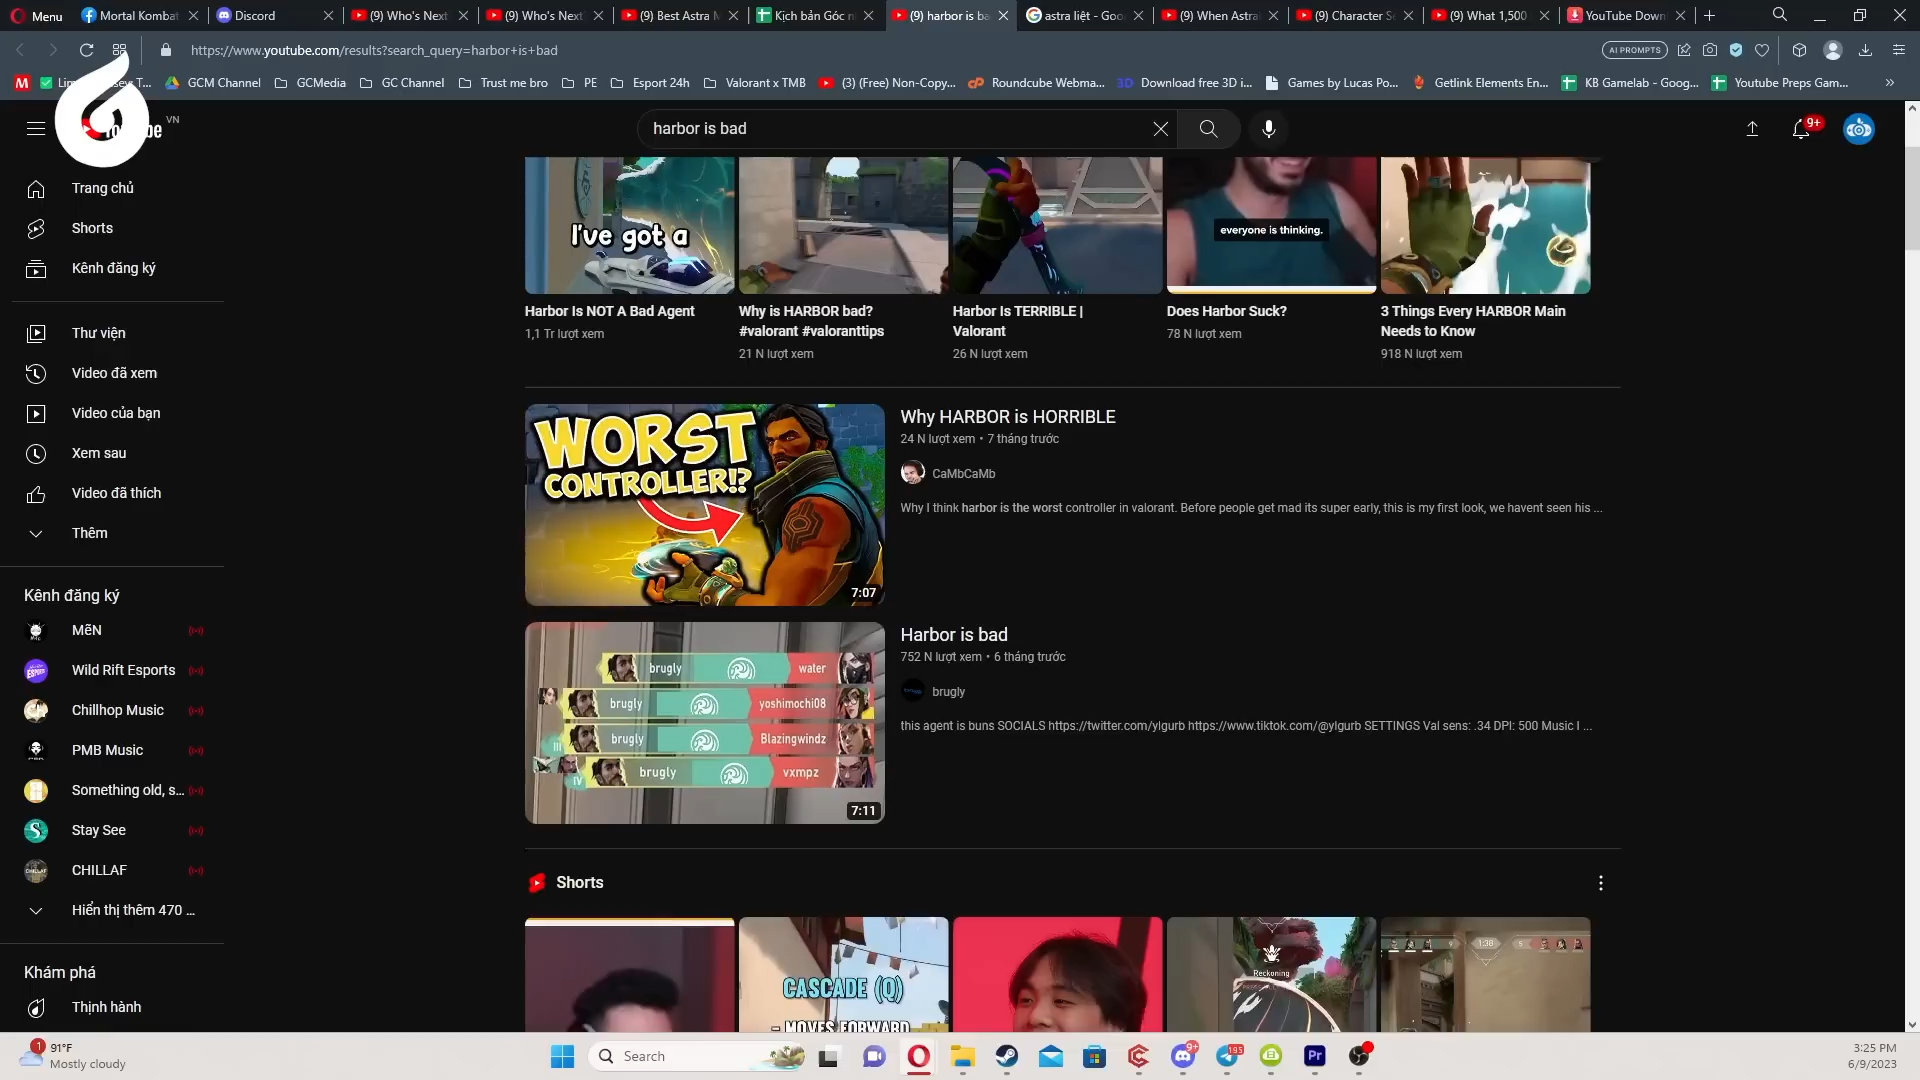 Menu
Mortal Kombat
Discord
(9) Who's Next
(9) Who's Next
(9) Best Astra M
Kịch bản Góc n
(9) harbor is ba
astra liệt - Goo
(9) When Astra
(9) Character S
(9) What 1,500
YouTube Down
https://www.youtube.com/results?search_query=harbor+is+bad
AI PROMPTS
GCM Channel
GCMedia
GC Channel
Trust me bro
PE
Esport 24h
Valorant x TMB
(3) (Free) Non-Copy...
Roundcube Webma...
3D Download free 3D i...
Games by Lucas Po...
Getlink Elements En...
KB Gamelab - Goog...
Youtube Preps Gam...
VN
harbor is bad
9+
Trang chủ
Shorts
Kênh đăng ký
Thư viện
Video đã xem
Video của bạn
Xem sau
Video đã thích
Thêm
Kênh đăng ký
MẽN
Wild Rift Esports
Chillhop Music
PMB Music
Something old, s...
Stay See
CHILLAF
Hiển thị thêm 470 ...
Khám phá
Thịnh hành
I've got a
everyone is thinking.
Harbor Is NOT A Bad Agent
1,1 Tr lượt xem
Why is HARBOR bad?
#valorant #valoranttips
21 N lượt xem
Harbor Is TERRIBLE |
Valorant
26 N lượt xem
Does Harbor Suck?
78 N lượt xem
3 Things Every HARBOR Main
Needs to Know
918 N lượt xem
WORST
CONTROLLER!?
7:07
Why HARBOR is HORRIBLE
24 N lượt xem • 7 tháng trước
CaMbCaMb
Why I think harbor is the worst controller in valorant. Before people get mad its super early, this is my first look, we havent seen his ...
brugly water
brugly yoshimochi08
brugly Blazingwindz
brugly vxmpz
7:11
Harbor is bad
752 N lượt xem • 6 tháng trước
brugly
this agent is buns SOCIALS https://twitter.com/ylgurb https://www.tiktok.com/@ylgurb SETTINGS Val sens: .34 DPI: 500 Music I ...
Shorts
CASCADE (Q)
- MOVES FORWARD
Reckoning
9 1:38 5
1
91°F
Mostly cloudy
Search
9+
195
Pr
3:25 PM
6/9/2023